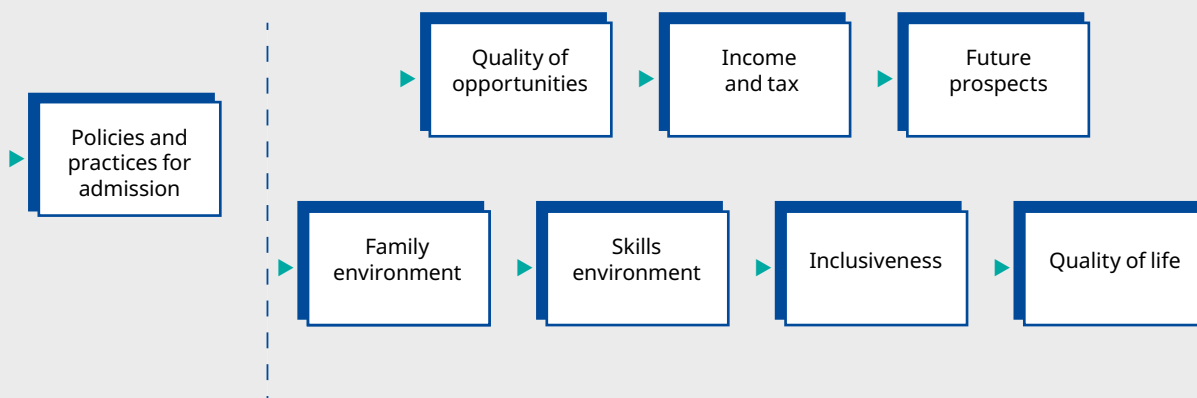 Policies and
practices for
admission
Quality of
opportunities
Income
and tax
Future
prospects
Family
environment
Skills
environment
Inclusiveness
Quality of life